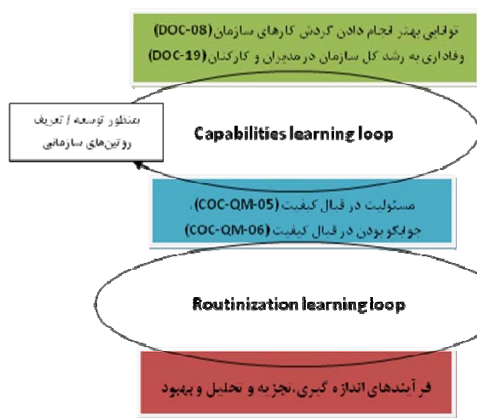 توانایی بهتر انجام دادن گردش کارهای سازمان (DOC-08)
وفاداری به رشد کل سازمان در مدیران و کارکنان (DOC-19)
بمنظور توسعه / تعریف
روتین‌های سازمانی
Capabilities learning loop
مسئولیت در قبال کیفیت (COC-QM-05)،
جوابگو بودن در قبال کیفیت (COC-QM-06)
Routinization learning loop
فرآیندهای اندازه گیری، تجزیه و تحلیل و بهبود